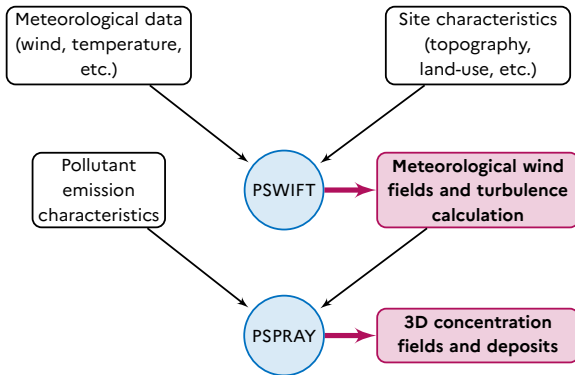 Meteorological data
(wind, temperature,
etc.)
Site characteristics
(topography,
land-use, etc.)
Pollutant
emission
characteristics
PSWIFT
Meteorological wind
fields and turbulence
calculation
PSPRAY
3D concentration
fields and deposits